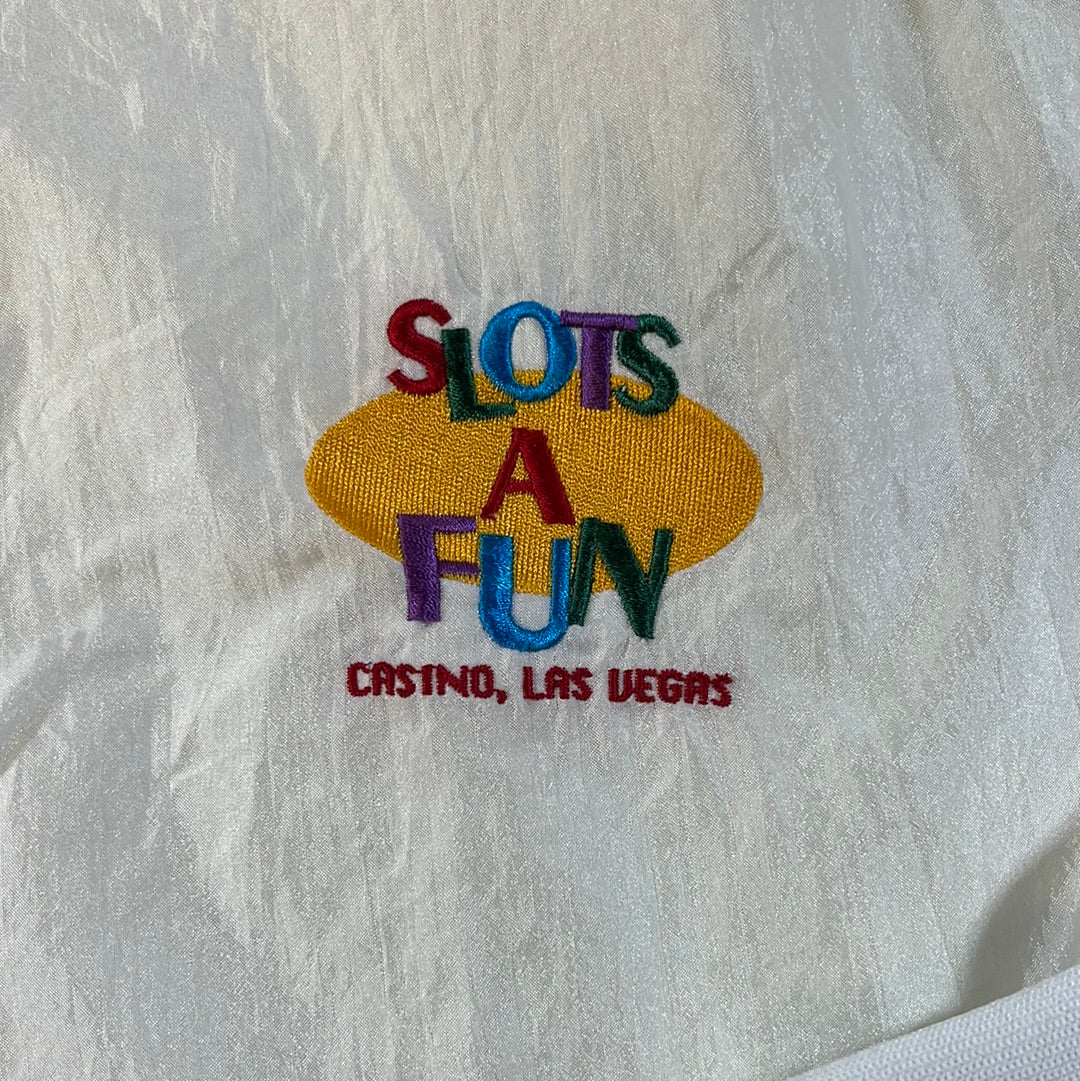 SLOTS
A
FUN
CASINO, LAS VEGAS